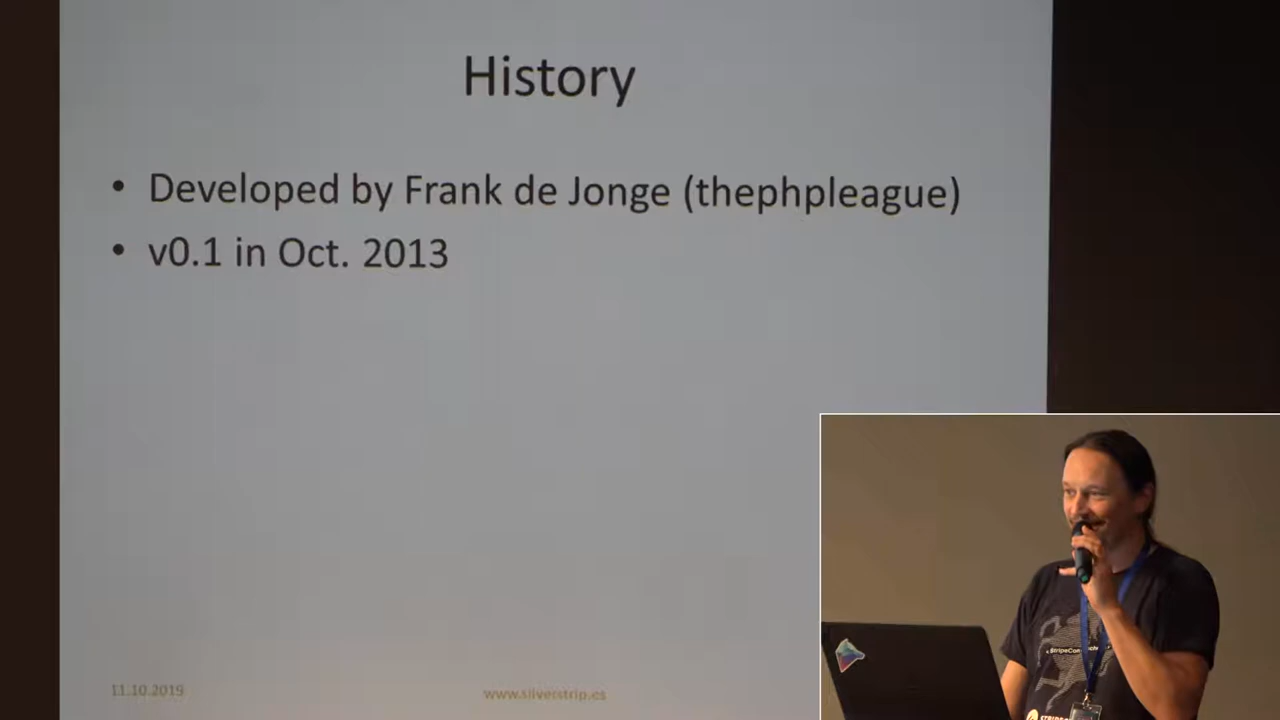 History
• Developed by Frank de Jonge (thephpleague)
• v0.1 in Oct. 2013
11.10.2019
www.silverstrip.es